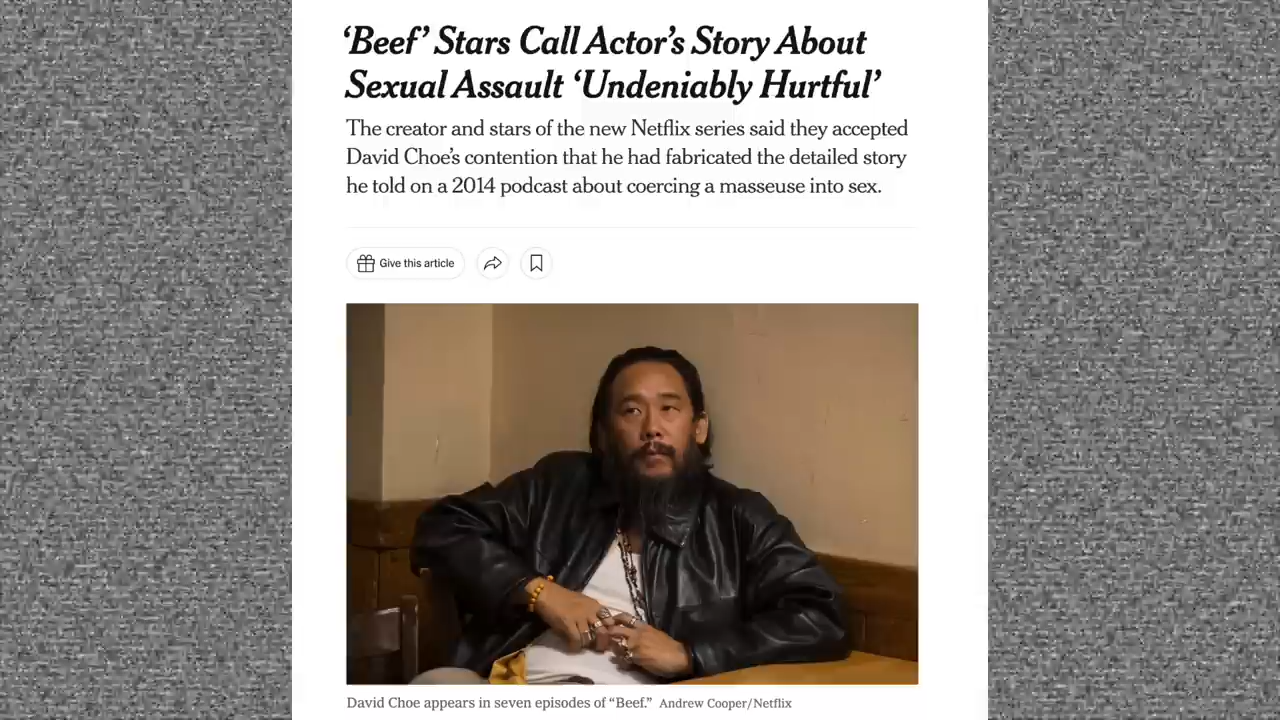 ‘Beef’ Stars Call Actor’s Story About
Sexual Assault ‘Undeniably Hurtful’
The creator and stars of the new Netflix series said they accepted
David Choe’s contention that he had fabricated the detailed story
he told on a 2014 podcast about coercing a masseuse into sex.
Give this article
David Choe appears in seven episodes of “Beef.” Andrew Cooper/Netflix